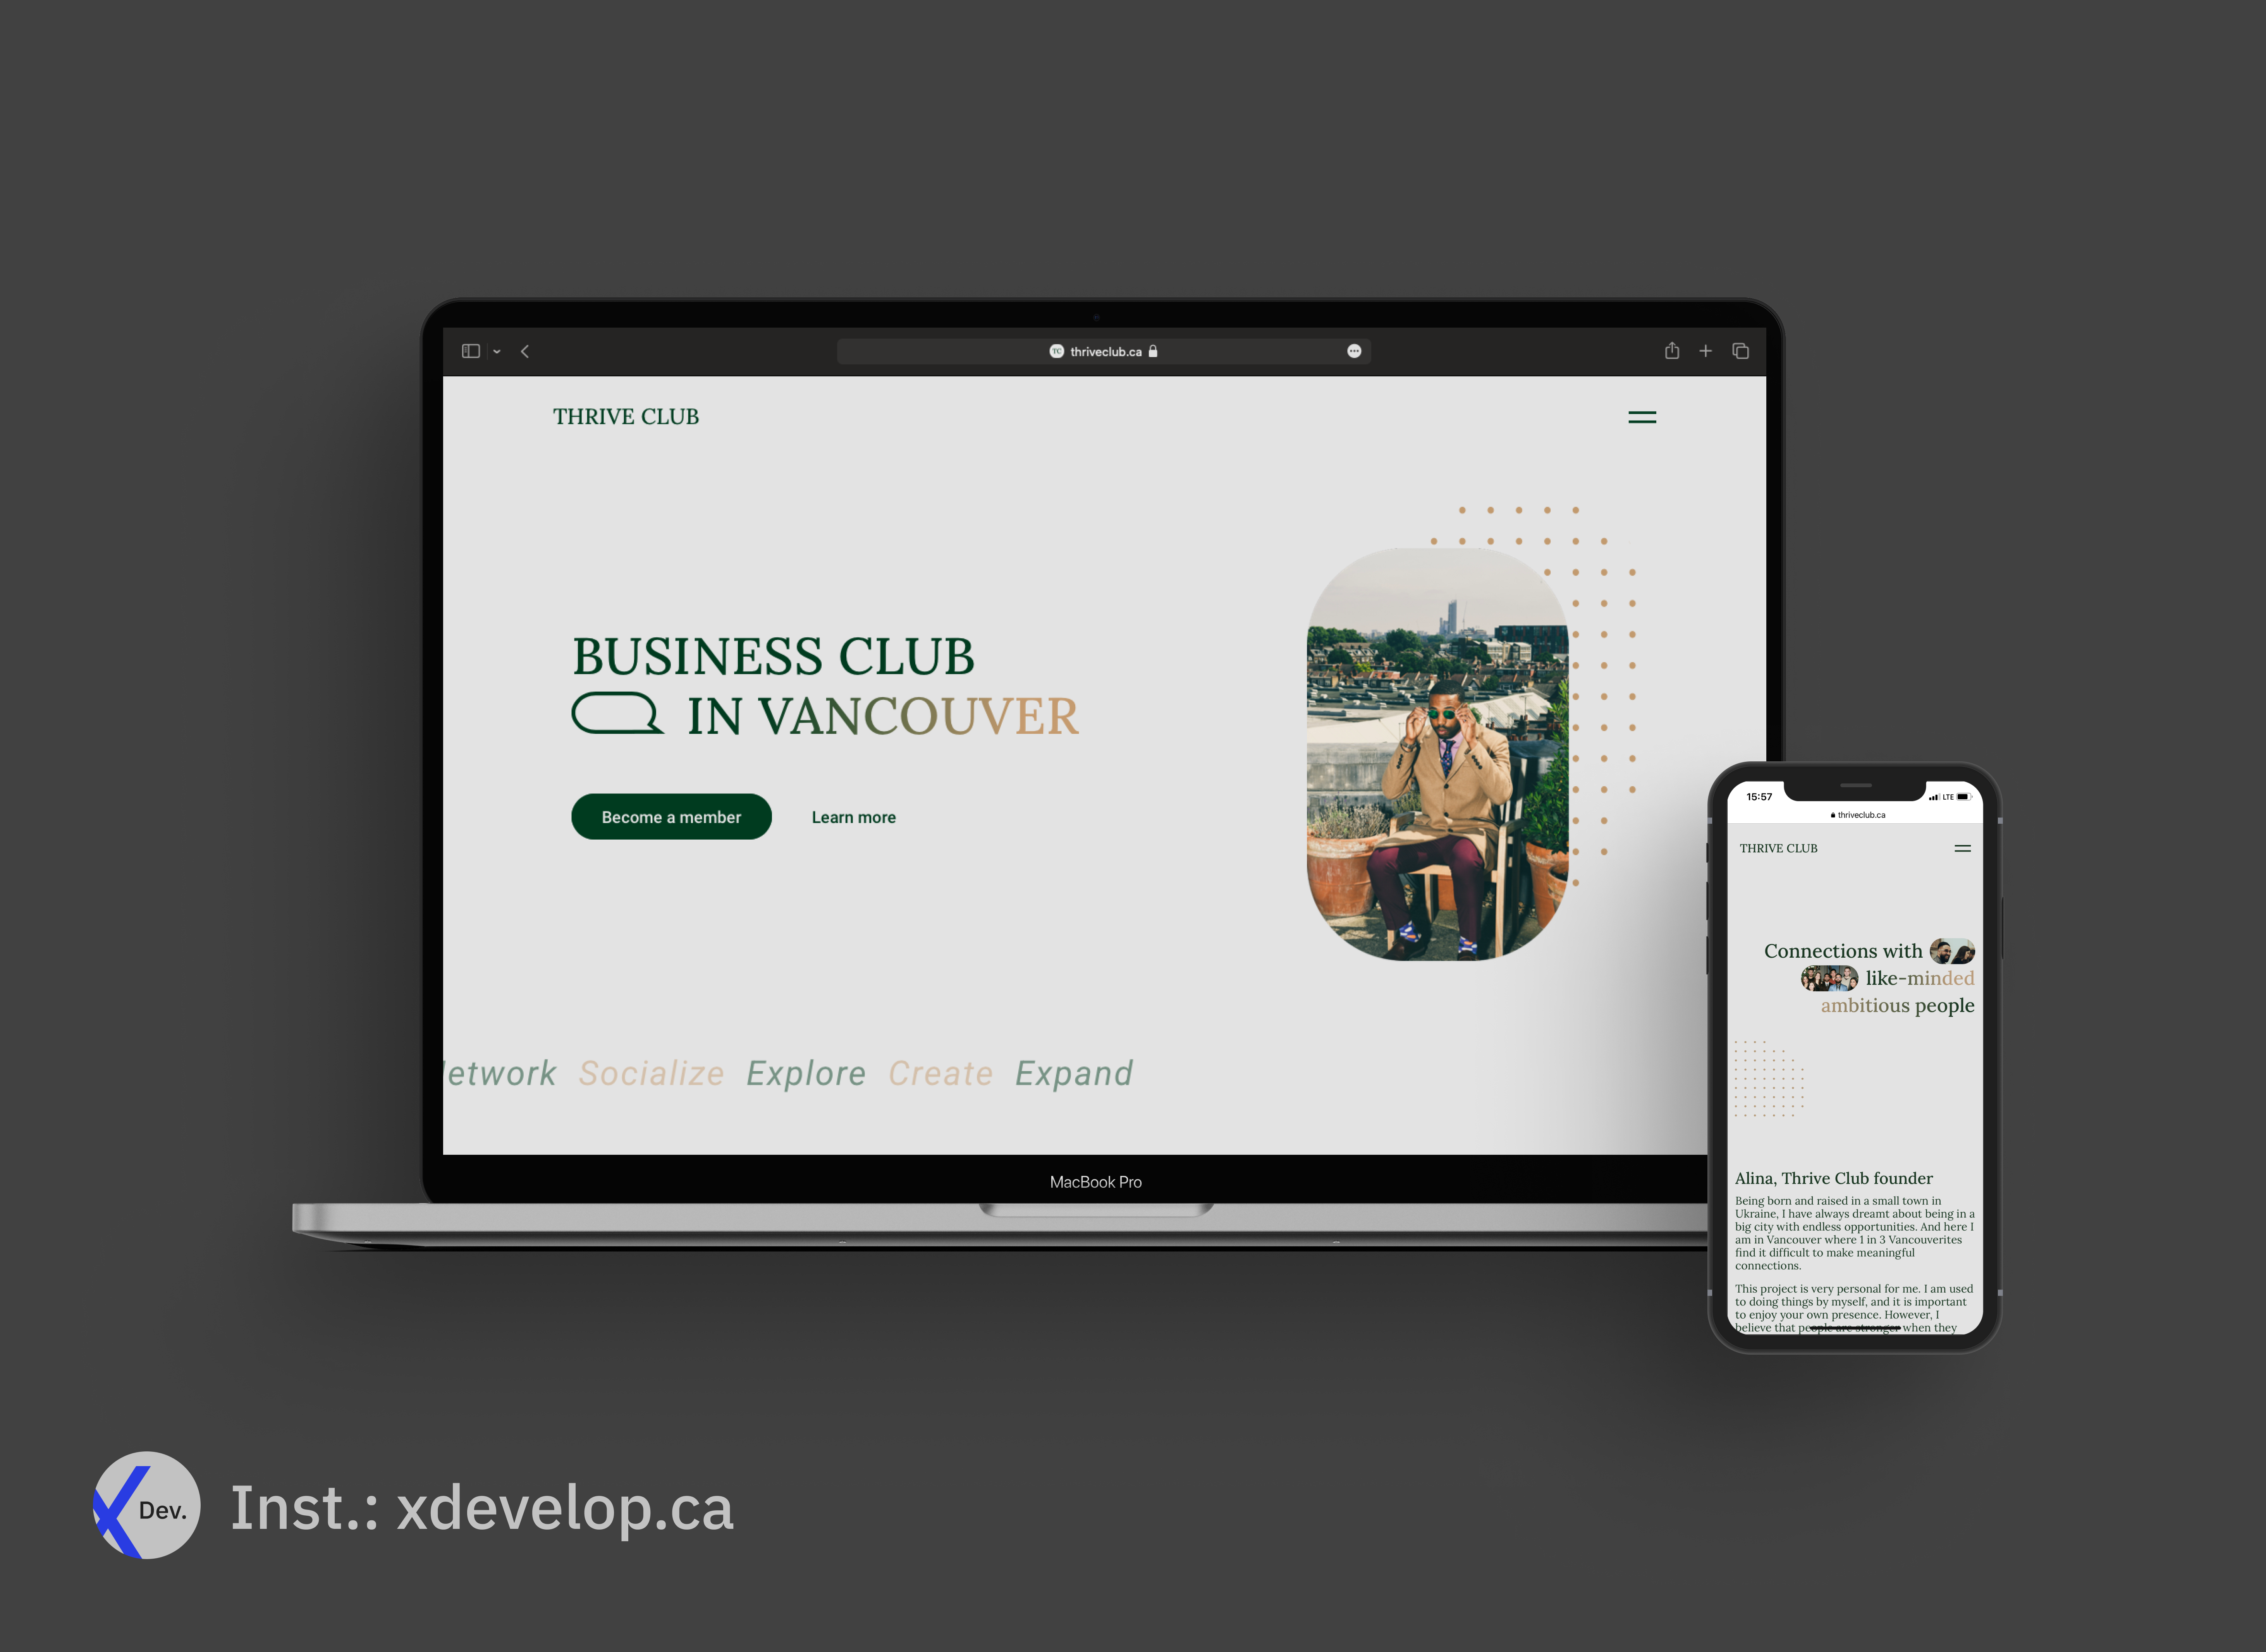 TC thriveclub.ca
THRIVE CLUB
BUSINESS CLUB
IN VANCOUVER
Become a member
Learn more
etwork Socialize Explore Create Expand
MacBook Pro
15:57
LTE
thriveclub.ca
THRIVE CLUB
Connections with
like-minded
ambitious people
Alina, Thrive Club founder
Being born and raised in a small town in
Ukraine, I have always dreamt about being in a
big city with endless opportunities. And here I
am in Vancouver where 1 in 3 Vancouverites
find it difficult to make meaningful
connections.
This project is very personal for me. I am used
to doing things by myself, and it is important
to enjoy your own presence. However, I
believe that people are stronger when they
Dev.
Inst.: xdevelop.ca